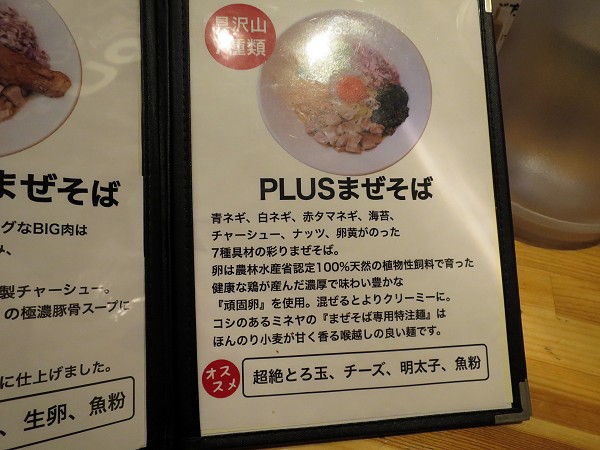 まぜそば
グなBIG肉は
み、
製チャーシュー。
の極濃豚骨スープに
に仕上げました。
、生卵、魚粉
具沢山
種類
PLUSまぜそば
青ネギ、白ネギ、赤タマネギ、海苔、
チャーシュー、ナッツ、卵黄がのった
7種具材の彩りまぜそば。
卵は農林水産省認定100%天然の植物性飼料で育った
健康な鶏が産んだ濃厚で味わい豊かな
『頑固卵』を使用。混ぜるとよりクリーミーに。
コシのあるミネヤの『まぜそば専用特注麺』は
ほんのり小麦が甘く香る喉越しの良い麺です。
オス
スメ
超絶とろ玉、チーズ、明太子、魚粉